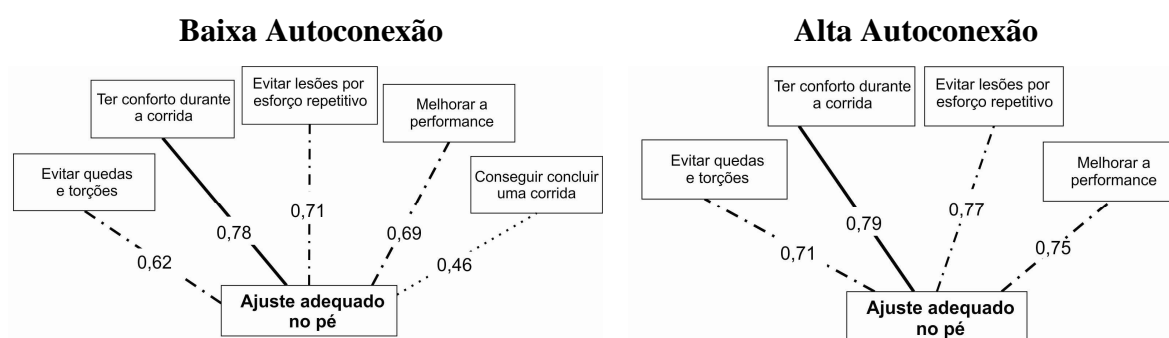 Baixa Autoconexão
Ter conforto durante
a corrida
Evitar lesões por
esforço repetitivo
Melhorar a
performance
Evitar quedas
e torções
Conseguir concluir
uma corrida
0,62
0,78
0,71
0,69
0,46
Ajuste adequado
no pé
Alta Autoconexão
Ter conforto durante
a corrida
Evitar lesões por
esforço repetitivo
Evitar quedas
e torções
Melhorar a
performance
0,71
0,79
0,77
0,75
Ajuste adequado
no pé